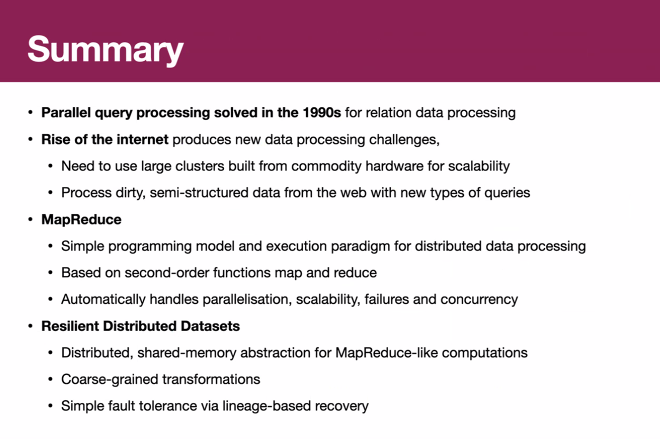 Summary
• Parallel query processing solved in the 1990s for relation data processing
• Rise of the internet produces new data processing challenges,
• Need to use large clusters built from commodity hardware for scalability
• Process dirty, semi-structured data from the web with new types of queries
• MapReduce
• Simple programming model and execution paradigm for distributed data processing
• Based on second-order functions map and reduce
• Automatically handles parallelisation, scalability, failures and concurrency
• Resilient Distributed Datasets
• Distributed, shared-memory abstraction for MapReduce-like computations
• Coarse-grained transformations
• Simple fault tolerance via lineage-based recovery